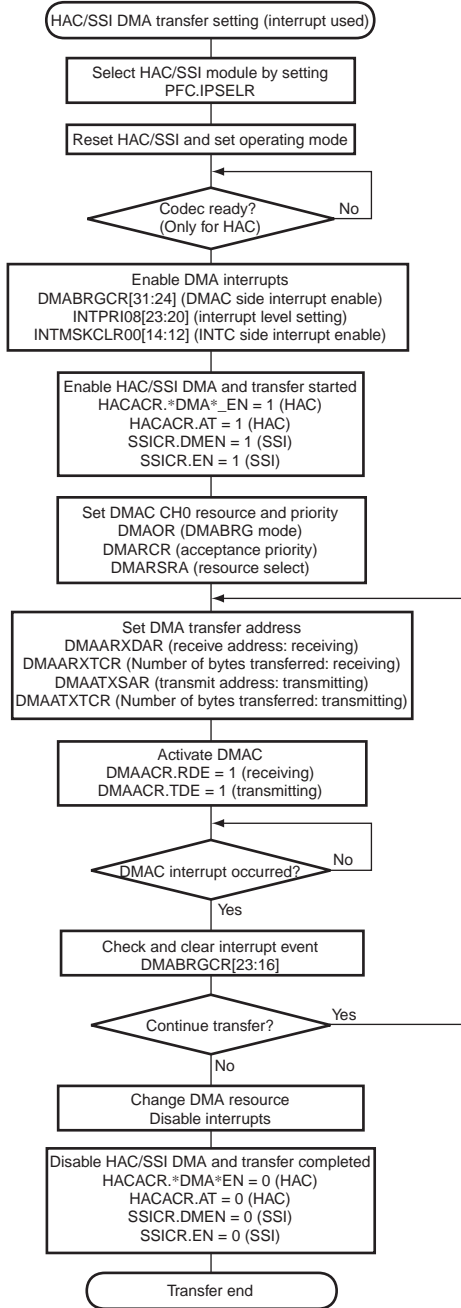 HAC/SSI DMA transfer setting (interrupt used)
Select HAC/SSI module by setting
PFC.IPSELR
Reset HAC/SSI and set operating mode
Codec ready?
(Only for HAC)
No
Enable DMA interrupts
DMABRGCR[31:24] (DMAC side interrupt enable)
INTPRI08[23:20] (interrupt level setting)
INTMSKCLR00[14:12] (INTC side interrupt enable)
Enable HAC/SSI DMA and transfer started
HACACR.*DMA*_EN = 1 (HAC)
HACACR.AT = 1 (HAC)
SSICR.DMEN = 1 (SSI)
SSICR.EN = 1 (SSI)
Set DMAC CH0 resource and priority
DMAOR (DMABRG mode)
DMARCR (acceptance priority)
DMARSRA (resource select)
Set DMA transfer address
DMAARXDAR (receive address: receiving)
DMAARXTCR (Number of bytes transferred: receiving)
DMAATXSAR (transmit address: transmitting)
DMAATXTCR (Number of bytes transferred: transmitting)
Activate DMAC
DMAACR.RDE = 1 (receiving)
DMAACR.TDE = 1 (transmitting)
DMAC interrupt occurred?
No
Yes
Check and clear interrupt event
DMABRGCR[23:16]
Continue transfer?
Yes
No
Change DMA resource
Disable interrupts
Disable HAC/SSI DMA and transfer completed
HACACR.*DMA*EN = 0 (HAC)
HACACR.AT = 0 (HAC)
SSICR.DMEN = 0 (SSI)
SSICR.EN = 0 (SSI)
Transfer end